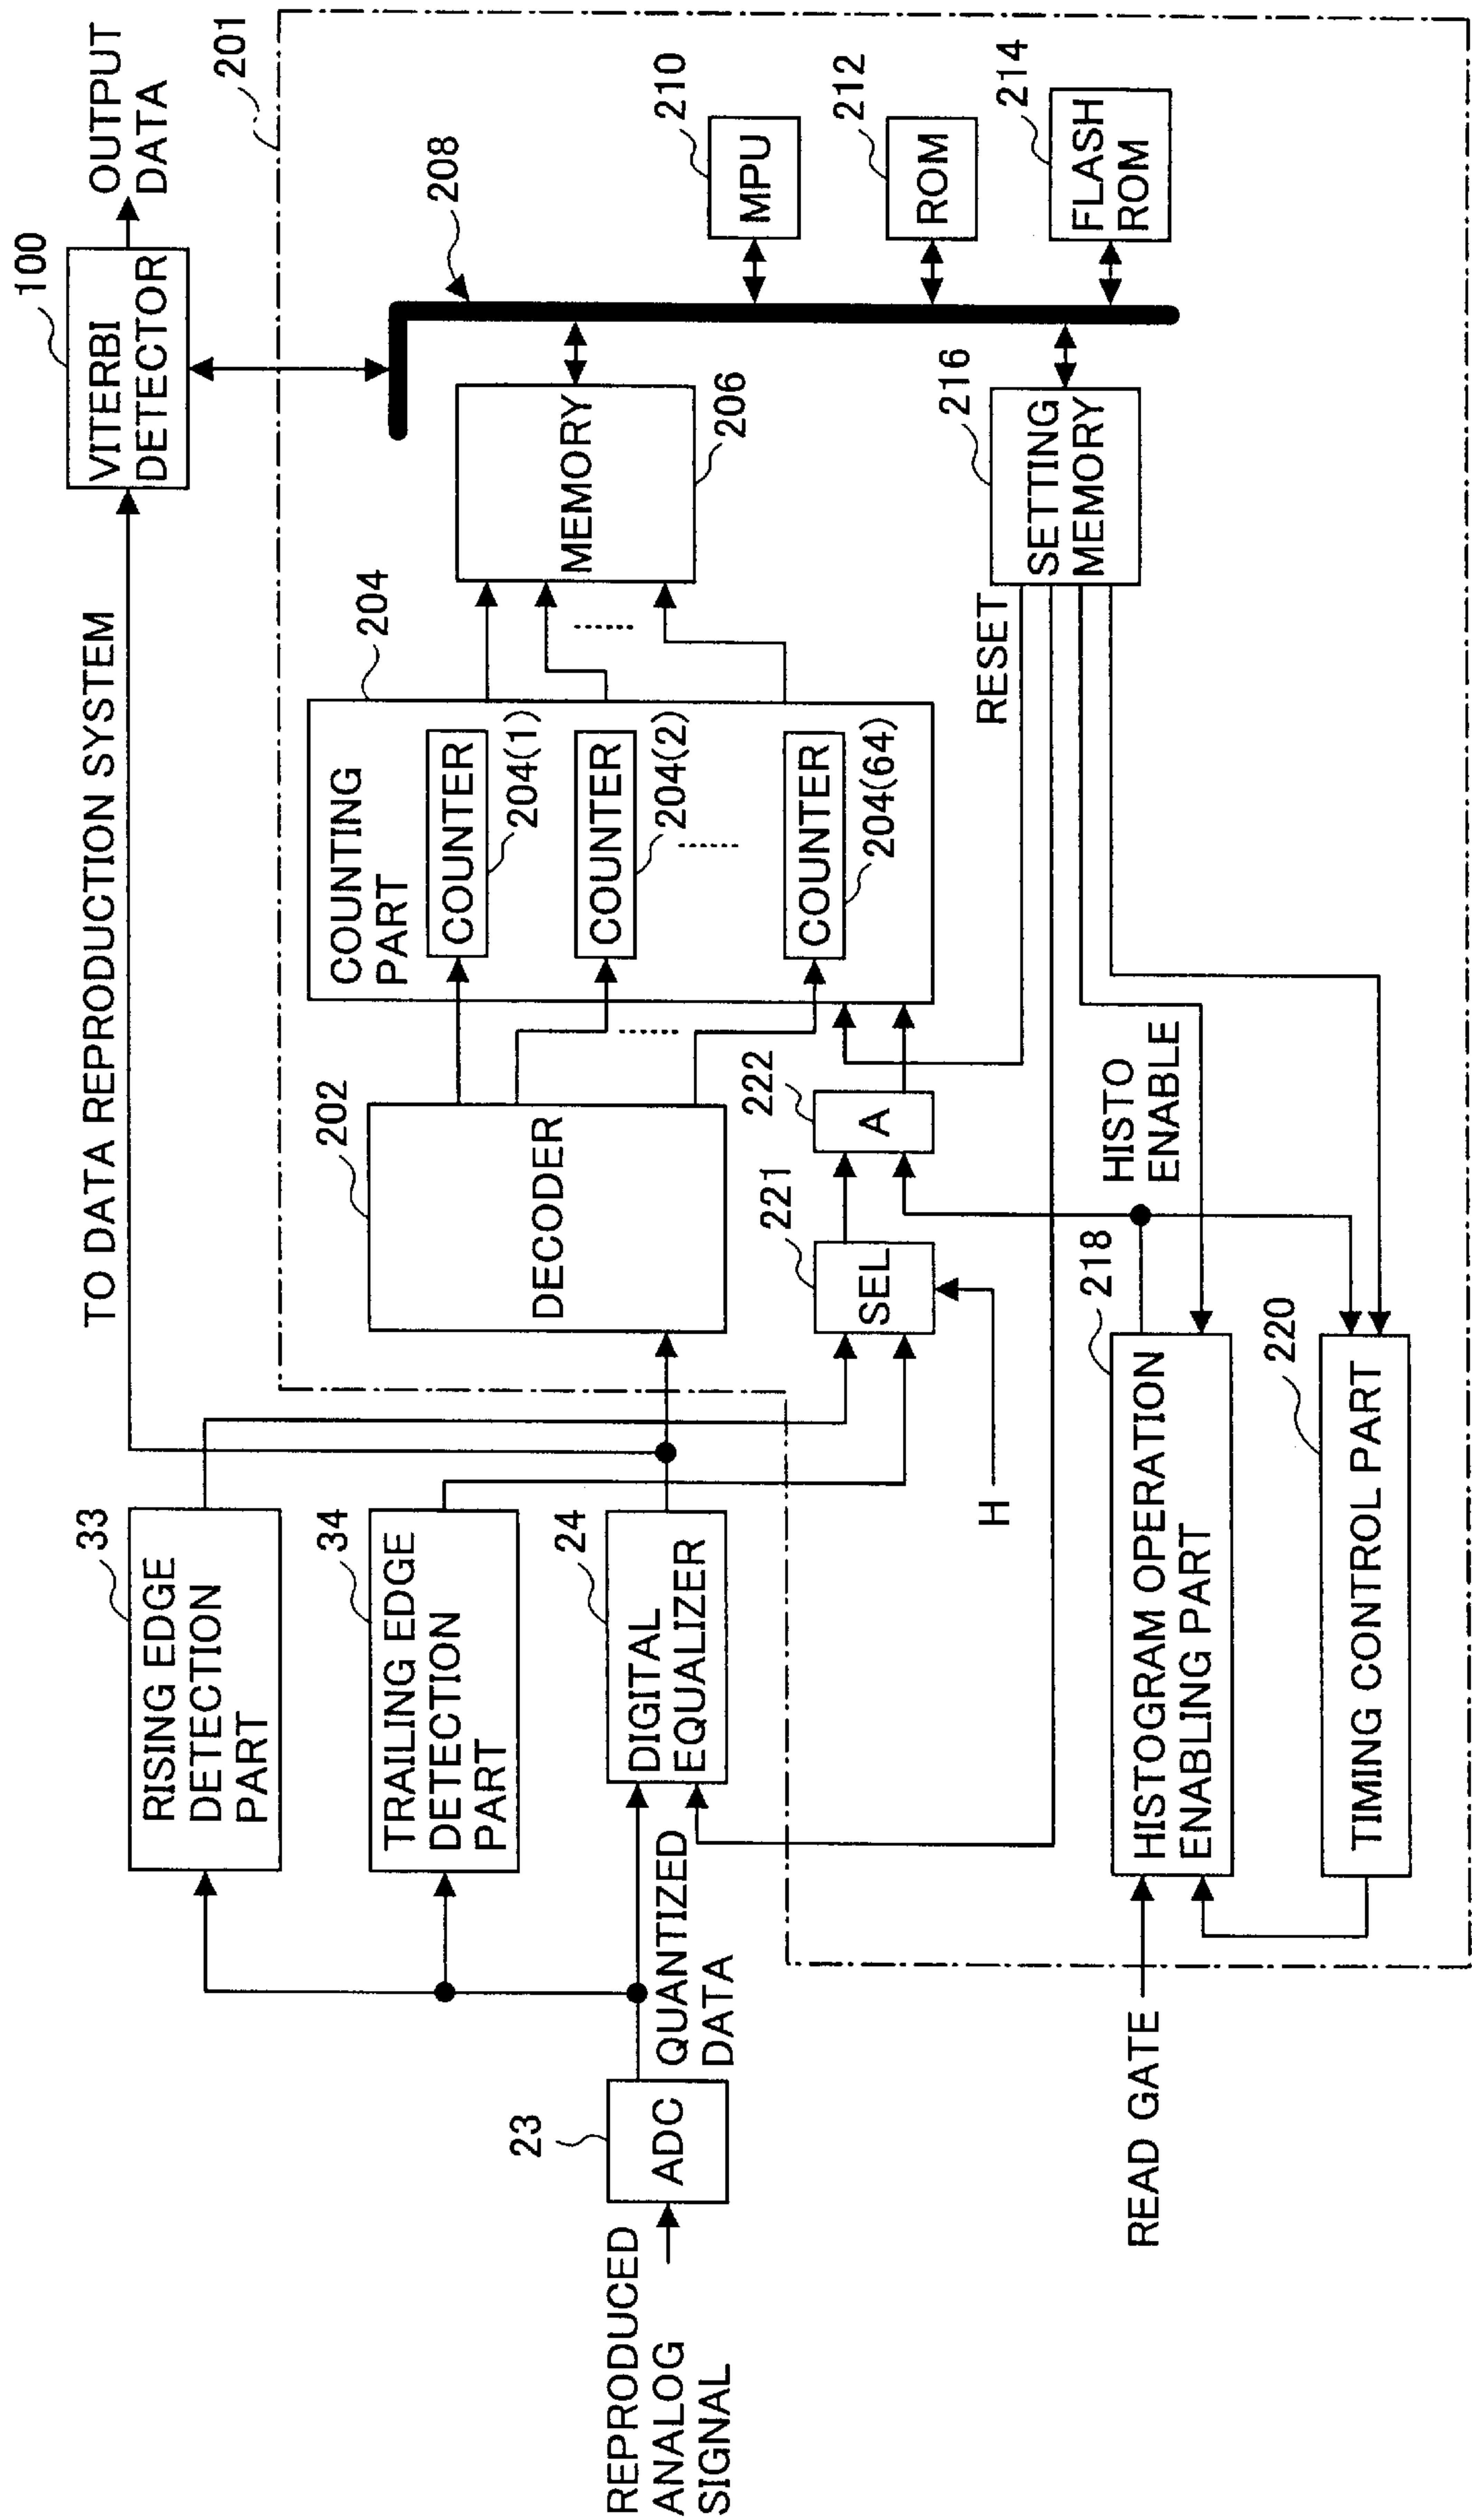 REPRODUCED
ANALOG
SIGNAL
23
ADC
QUANTIZED
DATA
33
RISING EDGE
DETECTION
PART
34
TRAILING EDGE
DETECTION
PART
24
DIGITAL
EQUALIZER
TO DATA REPRODUCTION SYSTEM
100
VITERBI
DETECTOR
OUTPUT
DATA
201
202
DECODER
204
COUNTING
PART
COUNTER
204(1)
COUNTER
204(2)
COUNTER
204(64)
MEMORY
206
208
210
MPU
212
ROM
214
FLASH
ROM
216
SETTING
MEMORY
RESET
221
SEL
222
A
H
HISTO
ENABLE
READ GATE
218
HISTOGRAM OPERATION
ENABLING PART
220
TIMING CONTROL PART